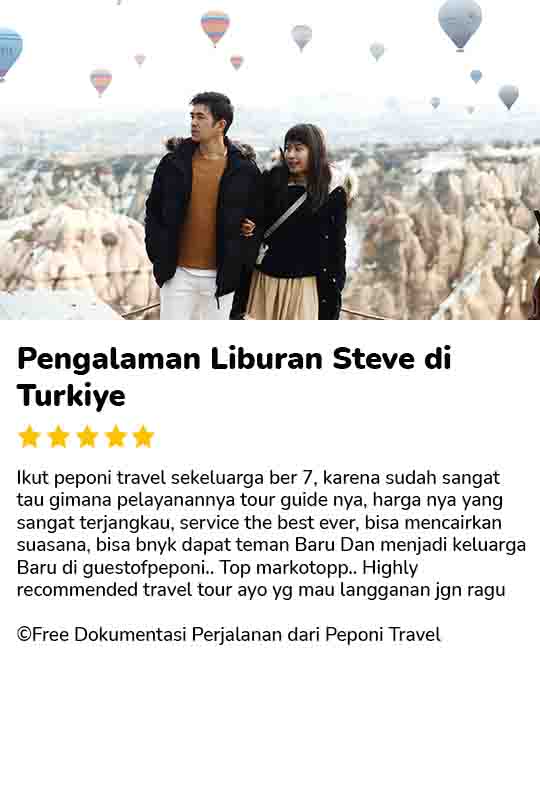 Pengalaman Liburan Steve di
Turkiye
Ikut peponi travel sekeluarga ber 7, karena sudah sangat
tau gimana pelayanannya tour guide nya, harga nya yang
sangat terjangkau, service the best ever, bisa mencairkan
suasana, bisa bnyk dapat teman Baru Dan menjadi keluarga
Baru di guestofpeponi.. Top markotopp.. Highly
recommended travel tour ayo yg mau langganan jgn ragu
©Free Dokumentasi Perjalanan dari Peponi Travel